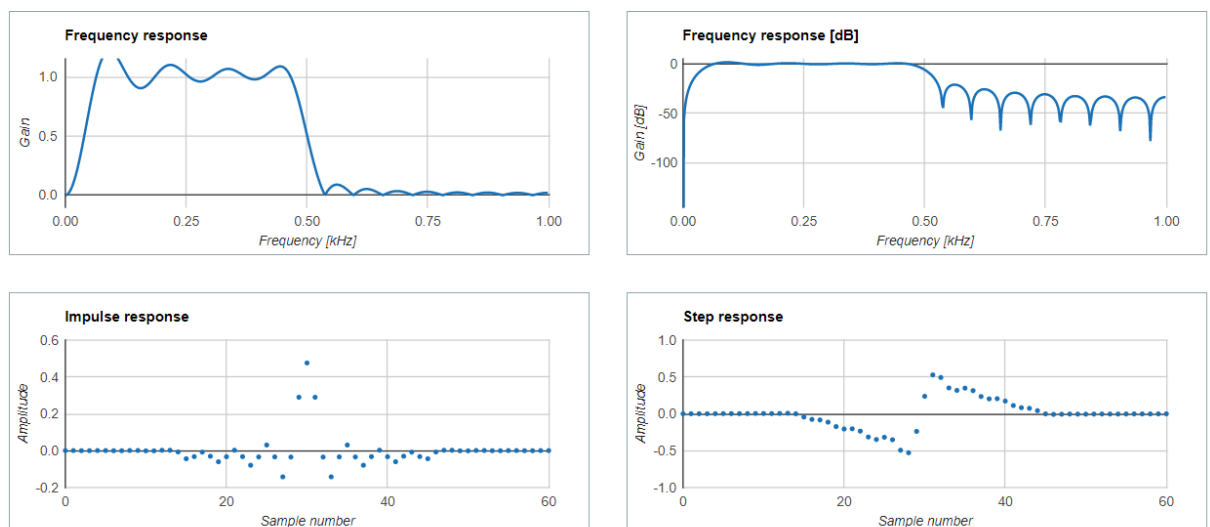 Frequency response
1.0
0.5
0.0
Gain
0.00 0.25 0.50 0.75 1.00
Frequency [kHz]
Frequency response [dB]
0
-50
-100
Gain [dB]
0.00 0.25 0.50 0.75 1.00
Frequency [kHz]
Impulse response
0.6
0.4
0.2
0.0
-0.2
Amplitude
0 20 40 60
Sample number
Step response
1.0
0.5
0.0
-0.5
-1.0
Amplitude
0 20 40 60
Sample number